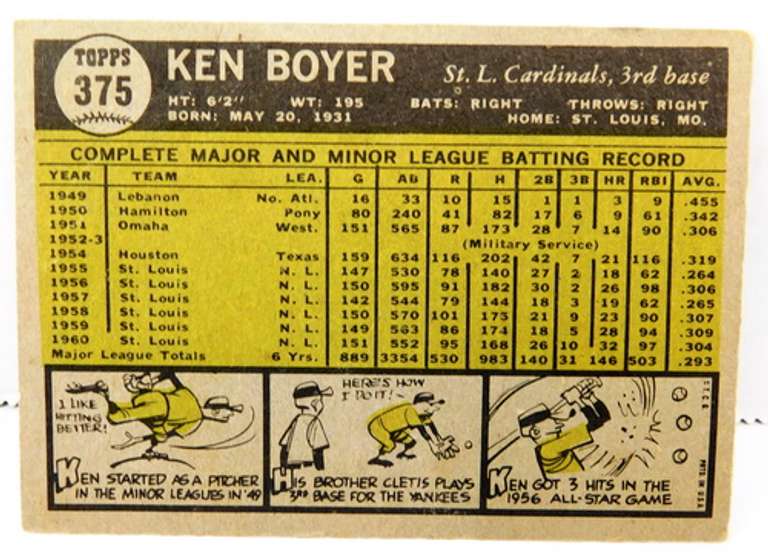 TOPPS
375
KEN BOYER
St. L. Cardinals, 3rd base
HT: 6'2" WT: 195 BATS: RIGHT THROWS: RIGHT
BORN: MAY 20, 1931 HOME: ST. LOUIS, MO.
COMPLETE MAJOR AND MINOR LEAGUE BATTING RECORD
YEAR TEAM LEA. G AB R H 2B 3B HR RBI AVG.
1949 Lebanon No. Atl. 16 33 10 15 1 1 3 9 .455
1950 Hamilton Pony 80 240 41 82 17 6 9 61 .342
1951 Omaha West. 151 565 87 173 28 7 14 90 .306
1952-3 (Military Service)
1954 Houston Texas 159 634 116 202 42 7 21 116 .319
1955 St. Louis N. L. 147 530 78 140 27 2 18 62 .264
1956 St. Louis N. L. 150 595 91 182 30 2 26 98 .306
1957 St. Louis N. L. 142 544 79 144 18 3 19 62 .265
1958 St. Louis N. L. 150 570 101 175 21 9 23 90 .307
1959 St. Louis N. L. 149 563 86 174 18 5 28 94 .309
1960 St. Louis N. L. 151 552 95 168 26 10 32 97 .304
Major League Totals 6 Yrs. 889 3354 530 983 140 31 146 503 .293
I LIKE
HITTING
BETTER!
KEN STARTED AS A PITCHER
IN THE MINOR LEAGUES IN '49
HERE'S HOW
I DO IT!
HIS BROTHER CLETIS PLAYS
3RD BASE FOR THE YANKEES
KEN GOT 3 HITS IN THE
1956 ALL-STAR GAME
©T.C.G.
PRTD. IN U.S.A.